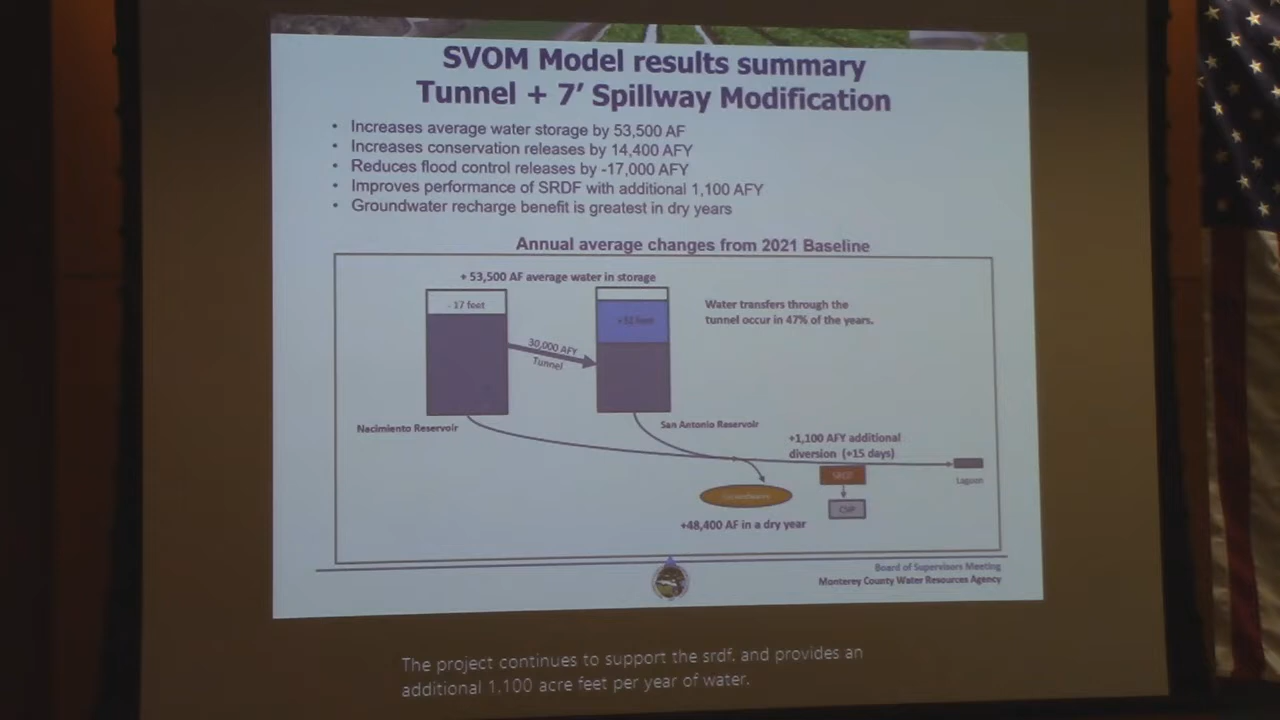 SVOM Model results summary
Tunnel + 7' Spillway Modification
• Increases average water storage by 53,500 AF
• Increases conservation releases by 14,400 AFY
• Reduces flood control releases by -17,000 AFY
• Improves performance of SRDF with additional 1,100 AFY
• Groundwater recharge benefit is greatest in dry years
Annual average changes from 2021 Baseline
+ 53,500 AF average water in storage
- 17 feet
Water transfers through the
tunnel occur in 47% of the years.
30,000 AFY
Tunnel
Nacimiento Reservoir
San Antonio Reservoir
+1,100 AFY additional
diversion (+15 days)
Lagoon
CSIP
+48,400 AF in a dry year
Board of Supervisors Meeting
Monterey County Water Resources Agency
The project continues to support the srdf. and provides an
additional 1,100 acre feet per year of water.